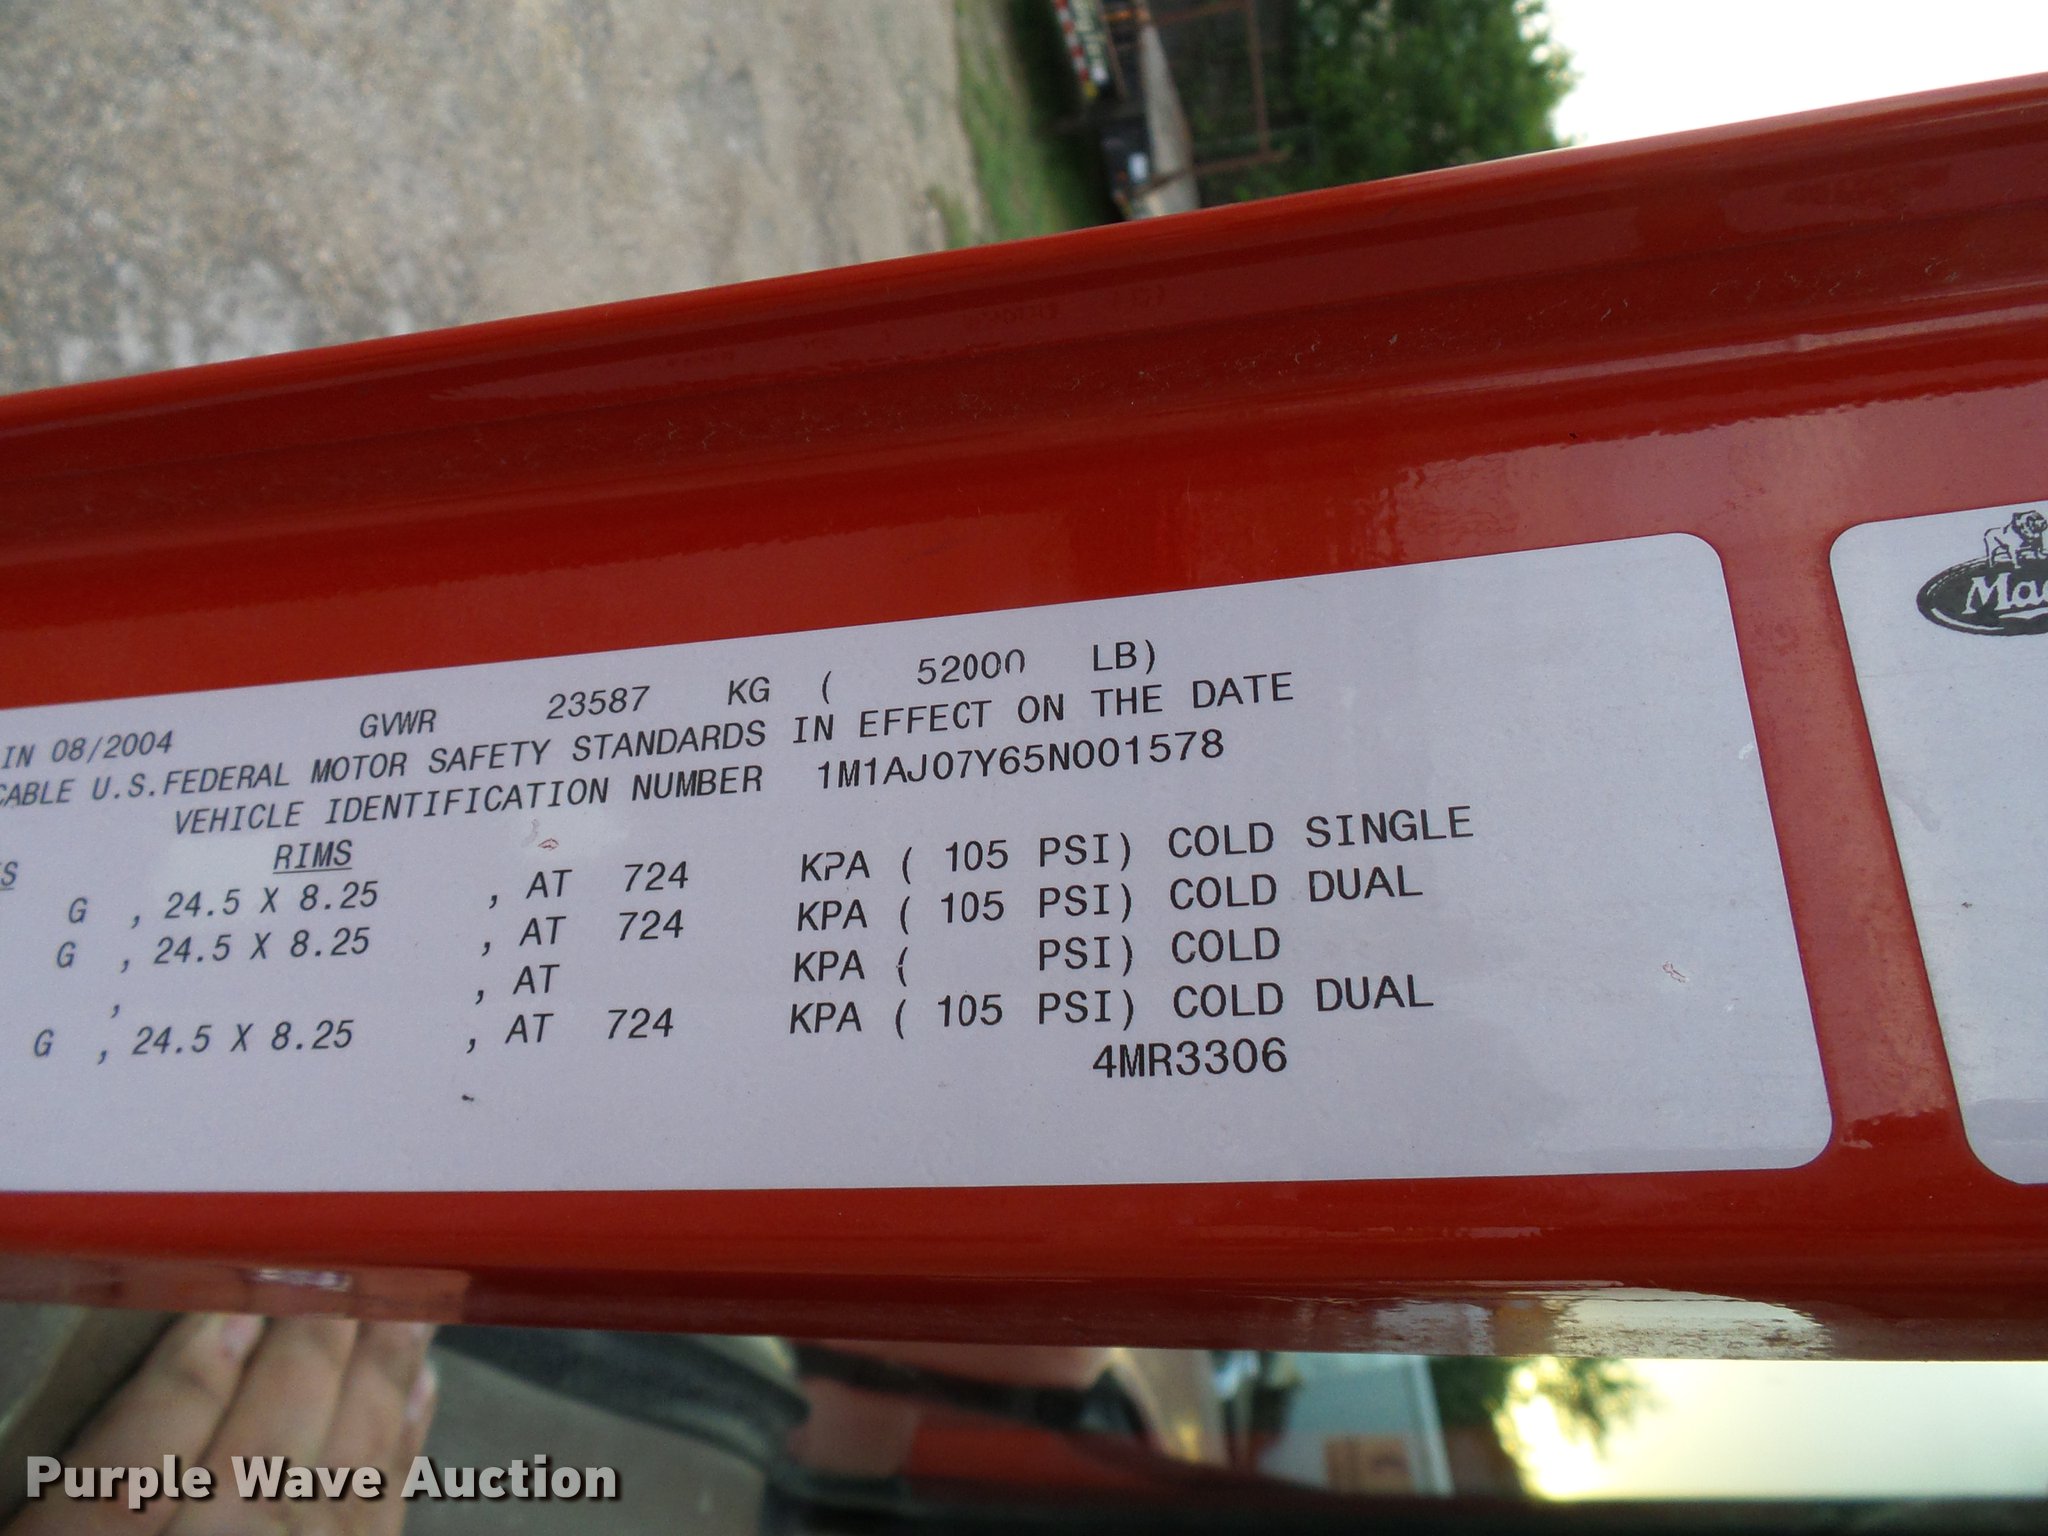 IN 08/2004 GVWR 23587 KG ( 52000 LB)
CABLE U.S.FEDERAL MOTOR SAFETY STANDARDS IN EFFECT ON THE DATE
VEHICLE IDENTIFICATION NUMBER 1M1AJ07Y65N001578
S RIMS
G , 24.5 X 8.25 , AT 724 KPA ( 105 PSI) COLD SINGLE
G , 24.5 X 8.25 , AT 724 KPA ( 105 PSI) COLD DUAL
, , AT KPA ( PSI) COLD
G , 24.5 X 8.25 , AT 724 KPA ( 105 PSI) COLD DUAL
4MR3306
Mac
Purple Wave Auction